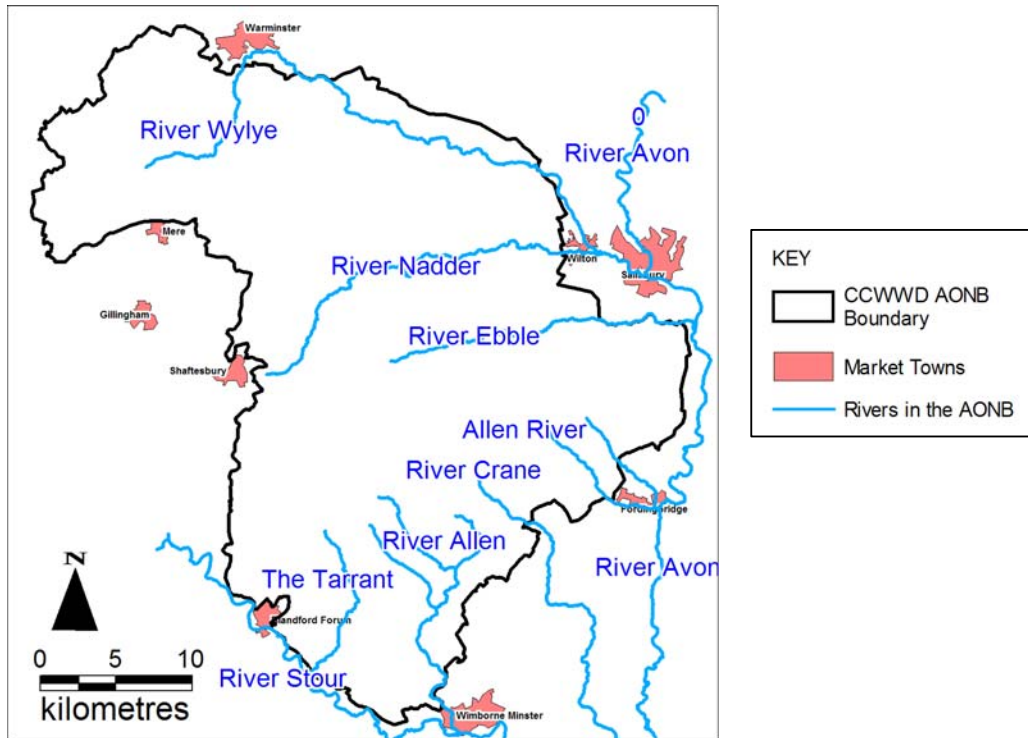 Warminster
River Wylye
0
River Avon
Mere
River Nadder
Wilton
Salisbury
Gillingham
River Ebble
Shaftesbury
Allen River
River Crane
Fordingbridge
River Allen
The Tarrant
River Avon
Blandford Forum
River Stour
Wimborne Minster
N
0 5 10
kilometres
KEY
CCWWD AONB
Boundary
Market Towns
Rivers in the AONB